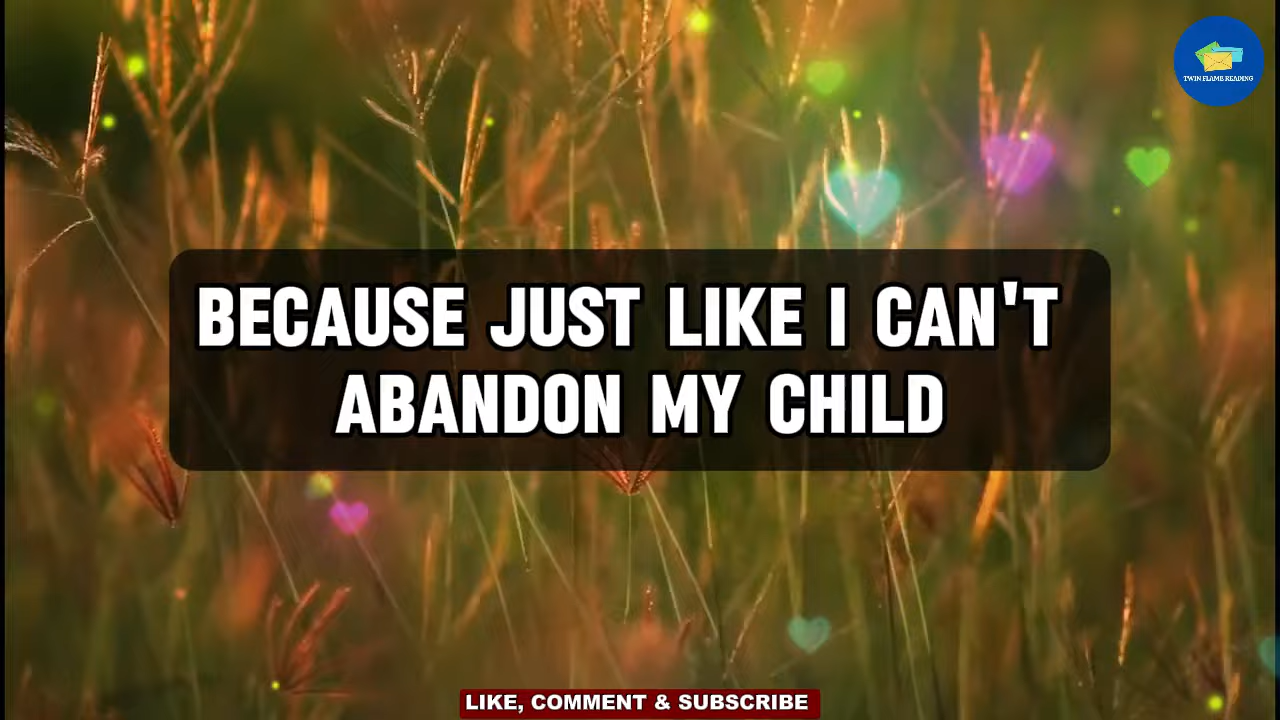 TWIN FLAME READING
BECAUSE JUST LIKE I CAN'T
ABANDON MY CHILD
LIKE, COMMENT & SUBSCRIBE